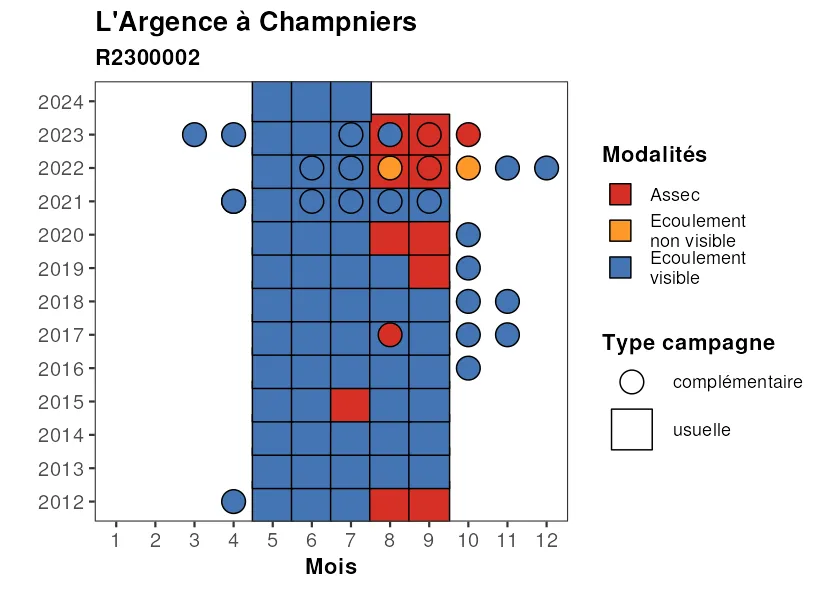 L'Argence à Champniers
R2300002
2024
2023
2022
2021
2020
2019
2018
2017
2016
2015
2014
2013
2012
1 2 3 4 5 6 7 8 9 10 11 12
Mois
Modalités
Assec
Ecoulement
non visible
Ecoulement
visible
Type campagne
complémentaire
usuelle